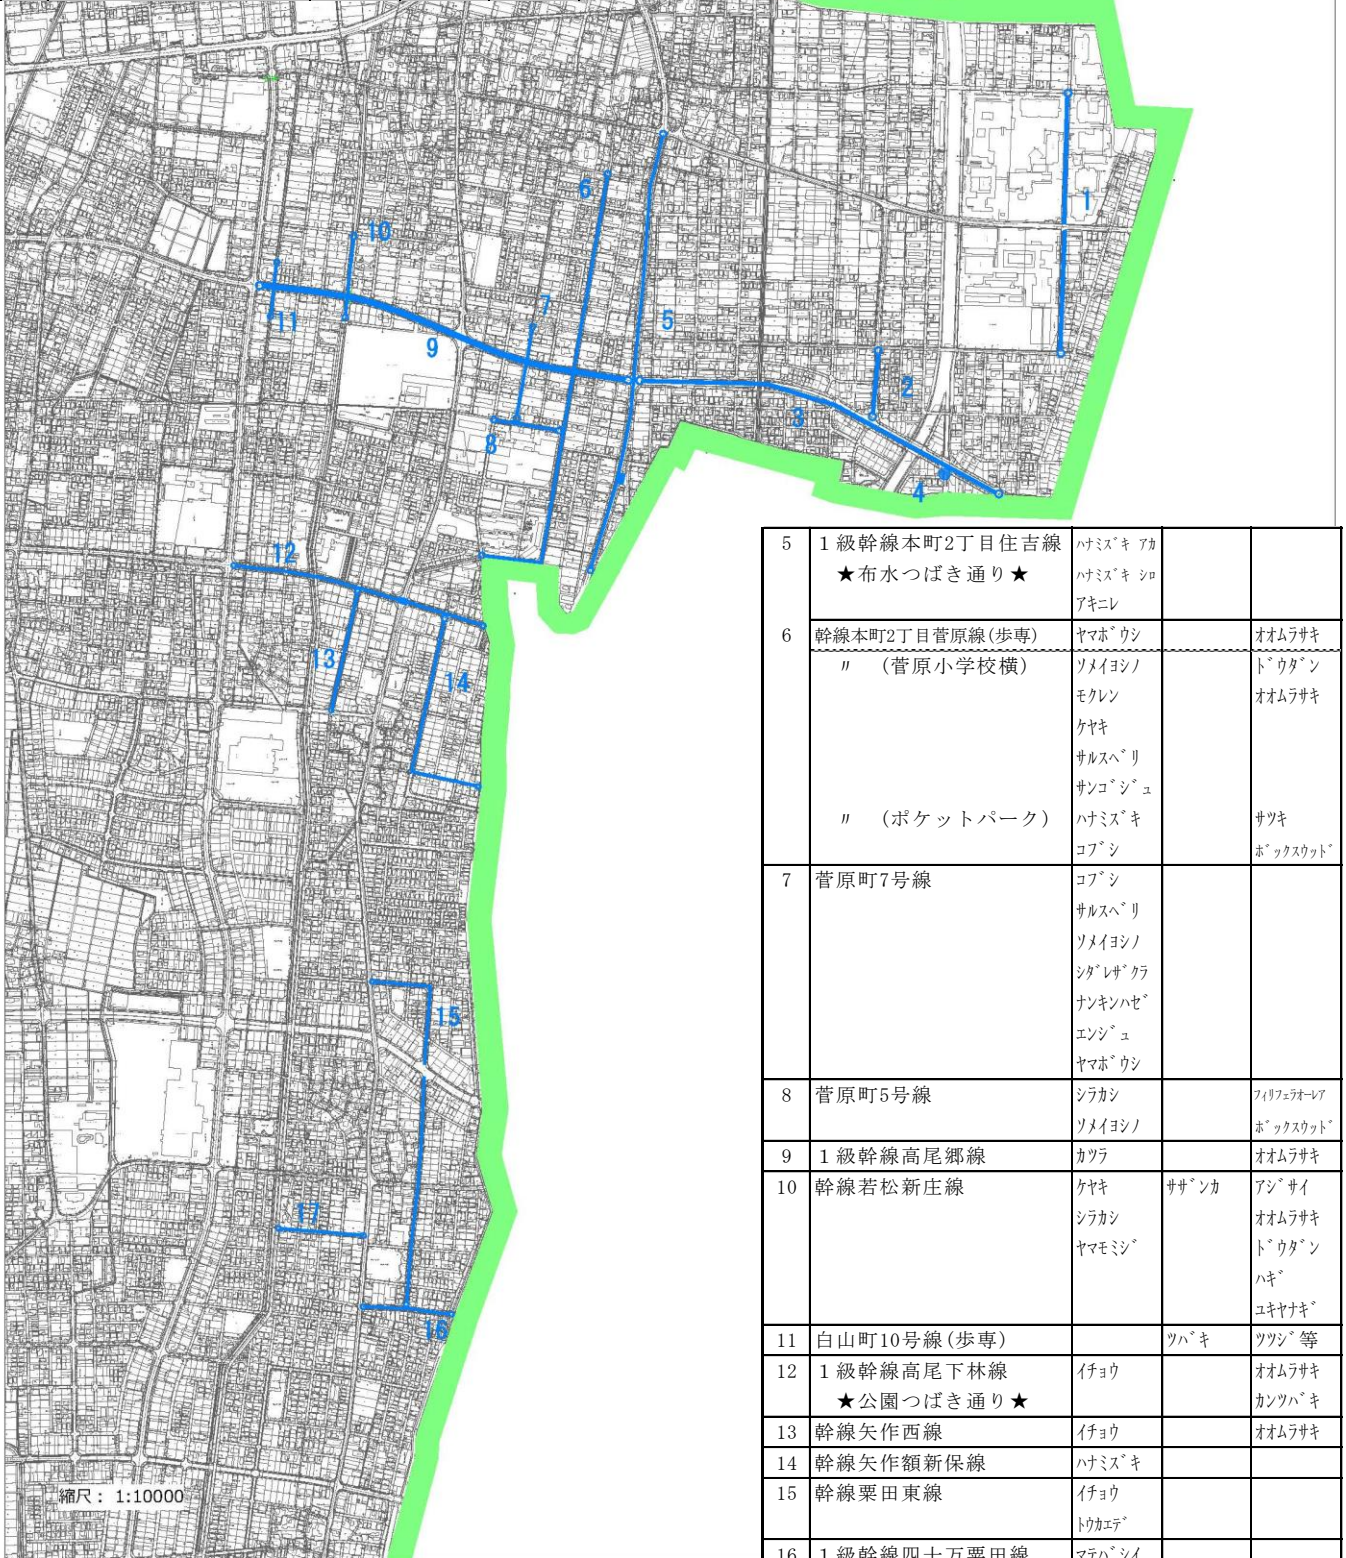 1
2
3
4
5
6
7
8
9
10
11
12
13
14
15
16
17
縮尺： 1:10000
5 １級幹線本町2丁目住吉線 ﾊﾅﾐｽﾞｷ ｱｶ
★布水つばき通り★ ﾊﾅﾐｽﾞｷ ｼﾛ
ｱｷﾆﾚ
6 幹線本町2丁目菅原線(歩専) ﾔﾏﾎﾞｳｼ ｵｵﾑﾗｻｷ
〃 (菅原小学校横) ｿﾒｲﾖｼﾉ ﾄﾞｳﾀﾞﾝ
ﾓｸﾚﾝ ｵｵﾑﾗｻｷ
ｹﾔｷ
ｻﾙｽﾍﾞﾘ
ｻﾝｺﾞｼﾞｭ
〃 (ポケットパーク) ﾊﾅﾐｽﾞｷ ｻﾂｷ
ｺﾌﾞｼ ﾎﾞｯｸｽｳｯﾄﾞ
7 菅原町7号線 ｺﾌﾞｼ
ｻﾙｽﾍﾞﾘ
ｿﾒｲﾖｼﾉ
ｼﾀﾞﾚｻﾞｸﾗ
ﾅﾝｷﾝﾊｾﾞ
ｴﾝｼﾞｭ
ﾔﾏﾎﾞｳｼ
8 菅原町5号線 ｼﾗｶｼ ﾌｨﾘﾌｪﾗｵｰﾚｱ
ｿﾒｲﾖｼﾉ ﾎﾞｯｸｽｳｯﾄﾞ
9 １級幹線高尾郷線 ｶﾂﾗ ｵｵﾑﾗｻｷ
10 幹線若松新庄線 ｹﾔｷ ｻｻﾞﾝｶ ｱｼﾞｻｲ
ｼﾗｶｼ ｵｵﾑﾗｻｷ
ﾔﾏﾓﾐｼﾞ ﾄﾞｳﾀﾞﾝ
ﾊｷﾞ
ﾕｷﾔﾅｷﾞ
11 白山町10号線(歩専) ﾂﾊﾞｷ ﾂﾂｼﾞ等
12 １級幹線高尾下林線 ｲﾁｮｳ ｵｵﾑﾗｻｷ
★公園つばき通り★ ｶﾝﾂﾊﾞｷ
13 幹線矢作西線 ｲﾁｮｳ ｵｵﾑﾗｻｷ
14 幹線矢作額新保線 ﾊﾅﾐｽﾞｷ
15 幹線粟田東線 ｲﾁｮｳ
ﾄｳｶｴﾃﾞ
16 １級幹線四十万粟田線 ﾏﾃﾊﾞｼｲ